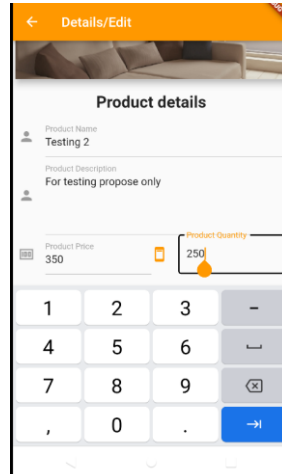 Details/Edit
Product details
Product Name
Testing 2
Product Description
For testing propose only
Product Price
350
Product Quantity
250
1 2 3 -
4 5 6
7 8 9
, 0 .